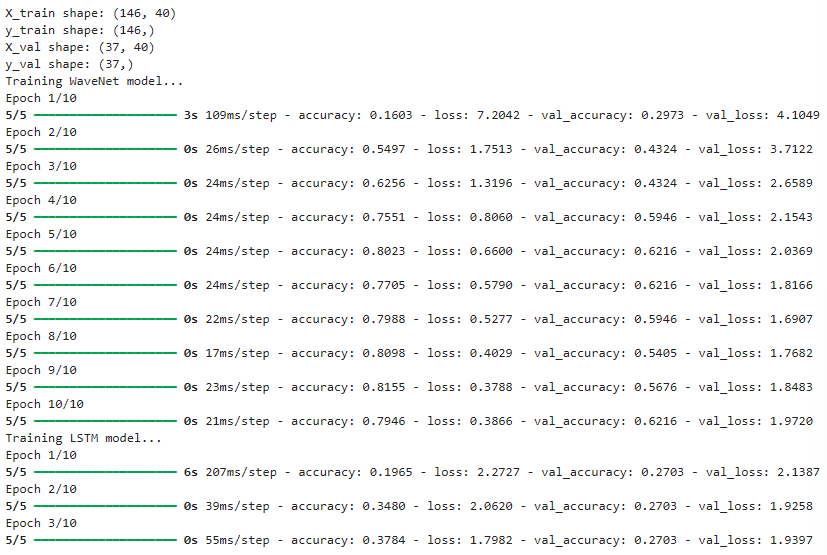 X_train shape: (146, 40)
y_train shape: (146,)
X_val shape: (37, 40)
y_val shape: (37,)
Training WaveNet model...
Epoch 1/10
5/5 ━━━━━━━━━━━━━━━━━━━━ 3s 109ms/step - accuracy: 0.1603 - loss: 7.2042 - val_accuracy: 0.2973 - val_loss: 4.1049
Epoch 2/10
5/5 ━━━━━━━━━━━━━━━━━━━━ 0s 26ms/step - accuracy: 0.5497 - loss: 1.7513 - val_accuracy: 0.4324 - val_loss: 3.7122
Epoch 3/10
5/5 ━━━━━━━━━━━━━━━━━━━━ 0s 24ms/step - accuracy: 0.6256 - loss: 1.3196 - val_accuracy: 0.4324 - val_loss: 2.6589
Epoch 4/10
5/5 ━━━━━━━━━━━━━━━━━━━━ 0s 24ms/step - accuracy: 0.7551 - loss: 0.8060 - val_accuracy: 0.5946 - val_loss: 2.1543
Epoch 5/10
5/5 ━━━━━━━━━━━━━━━━━━━━ 0s 24ms/step - accuracy: 0.8023 - loss: 0.6600 - val_accuracy: 0.6216 - val_loss: 2.0369
Epoch 6/10
5/5 ━━━━━━━━━━━━━━━━━━━━ 0s 24ms/step - accuracy: 0.7705 - loss: 0.5790 - val_accuracy: 0.6216 - val_loss: 1.8166
Epoch 7/10
5/5 ━━━━━━━━━━━━━━━━━━━━ 0s 22ms/step - accuracy: 0.7988 - loss: 0.5277 - val_accuracy: 0.5946 - val_loss: 1.6907
Epoch 8/10
5/5 ━━━━━━━━━━━━━━━━━━━━ 0s 17ms/step - accuracy: 0.8098 - loss: 0.4029 - val_accuracy: 0.5405 - val_loss: 1.7682
Epoch 9/10
5/5 ━━━━━━━━━━━━━━━━━━━━ 0s 23ms/step - accuracy: 0.8155 - loss: 0.3788 - val_accuracy: 0.5676 - val_loss: 1.8483
Epoch 10/10
5/5 ━━━━━━━━━━━━━━━━━━━━ 0s 21ms/step - accuracy: 0.7946 - loss: 0.3866 - val_accuracy: 0.6216 - val_loss: 1.9720
Training LSTM model...
Epoch 1/10
5/5 ━━━━━━━━━━━━━━━━━━━━ 6s 207ms/step - accuracy: 0.1965 - loss: 2.2727 - val_accuracy: 0.2703 - val_loss: 2.1387
Epoch 2/10
5/5 ━━━━━━━━━━━━━━━━━━━━ 0s 39ms/step - accuracy: 0.3480 - loss: 2.0620 - val_accuracy: 0.2703 - val_loss: 1.9258
Epoch 3/10
5/5 ━━━━━━━━━━━━━━━━━━━━ 0s 55ms/step - accuracy: 0.3784 - loss: 1.7982 - val_accuracy: 0.2703 - val_loss: 1.9397